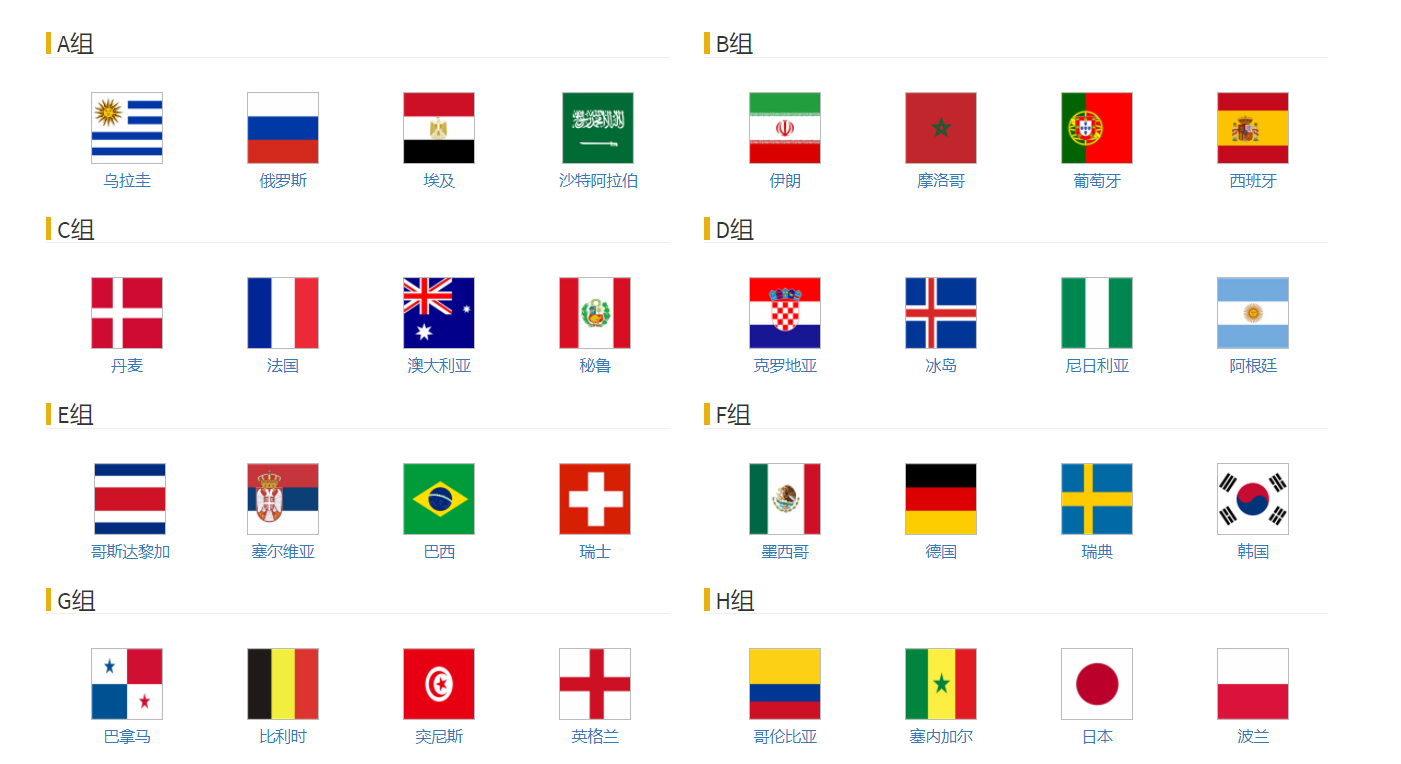 A组
乌拉圭 俄罗斯 埃及 沙特阿拉伯
B组
伊朗 摩洛哥 葡萄牙 西班牙
C组
丹麦 法国 澳大利亚 秘鲁
D组
克罗地亚 冰岛 尼日利亚 阿根廷
E组
哥斯达黎加 塞尔维亚 巴西 瑞士
F组
墨西哥 德国 瑞典 韩国
G组
巴拿马 比利时 突尼斯 英格兰
H组
哥伦比亚 塞内加尔 日本 波兰